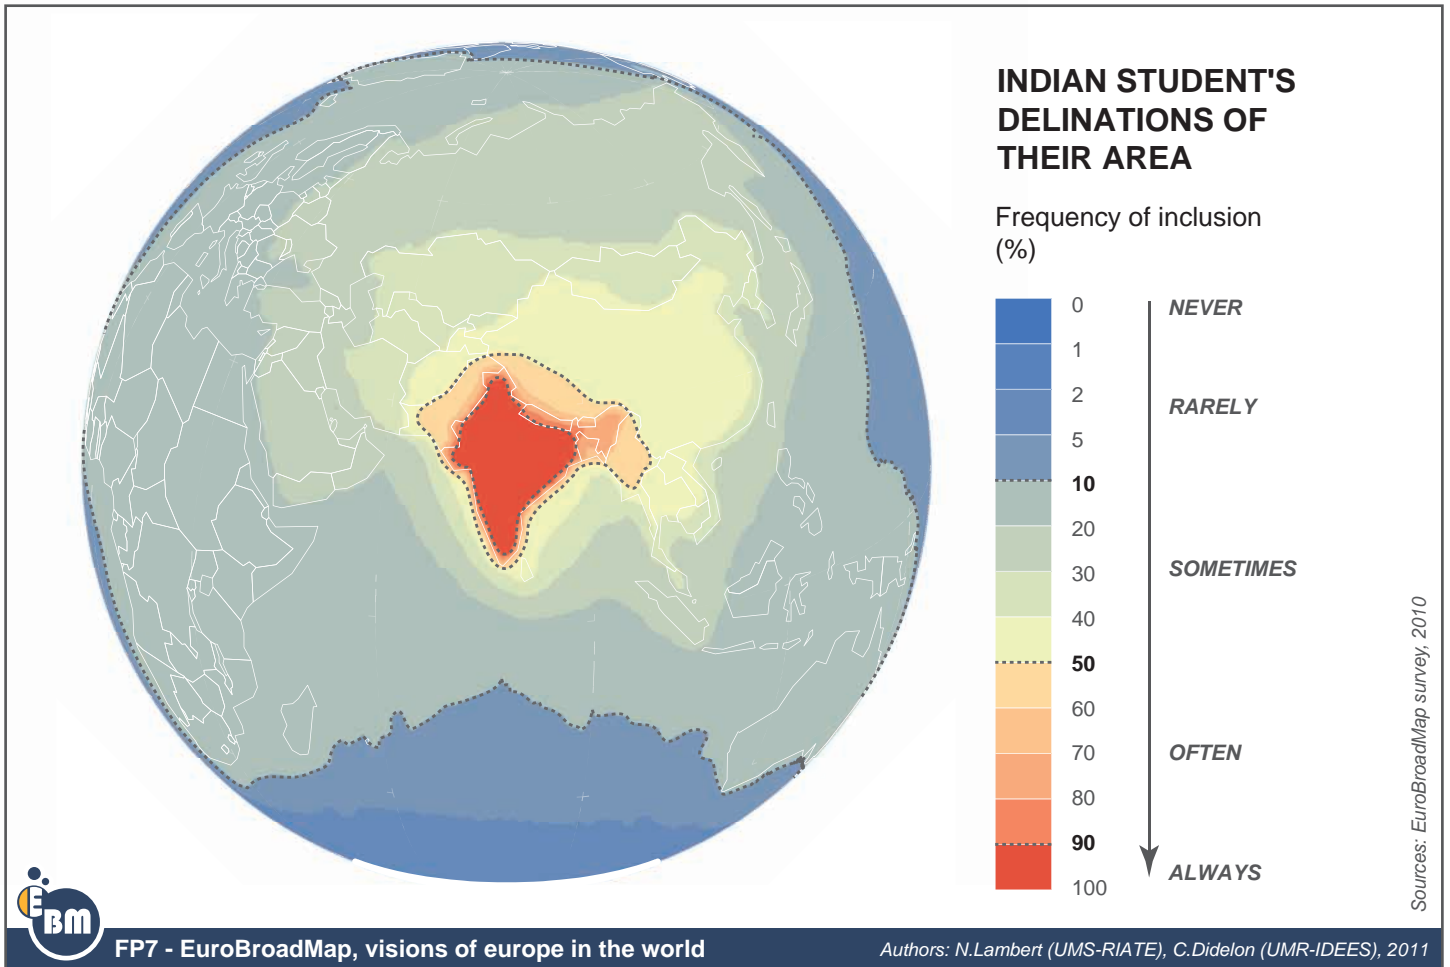 INDIAN STUDENT'S
DELINATIONS OF
THEIR AREA
Frequency of inclusion
(%)
0
NEVER
1
2
RARELY
5
10
20
SOMETIMES
30
40
50
60
OFTEN
70
80
90
ALWAYS
100
Sources: EuroBroadMap survey, 2010
EBM
FP7 - EuroBroadMap, visions of europe in the world
Authors: N.Lambert (UMS-RIATE), C.Didelon (UMR-IDEES), 2011